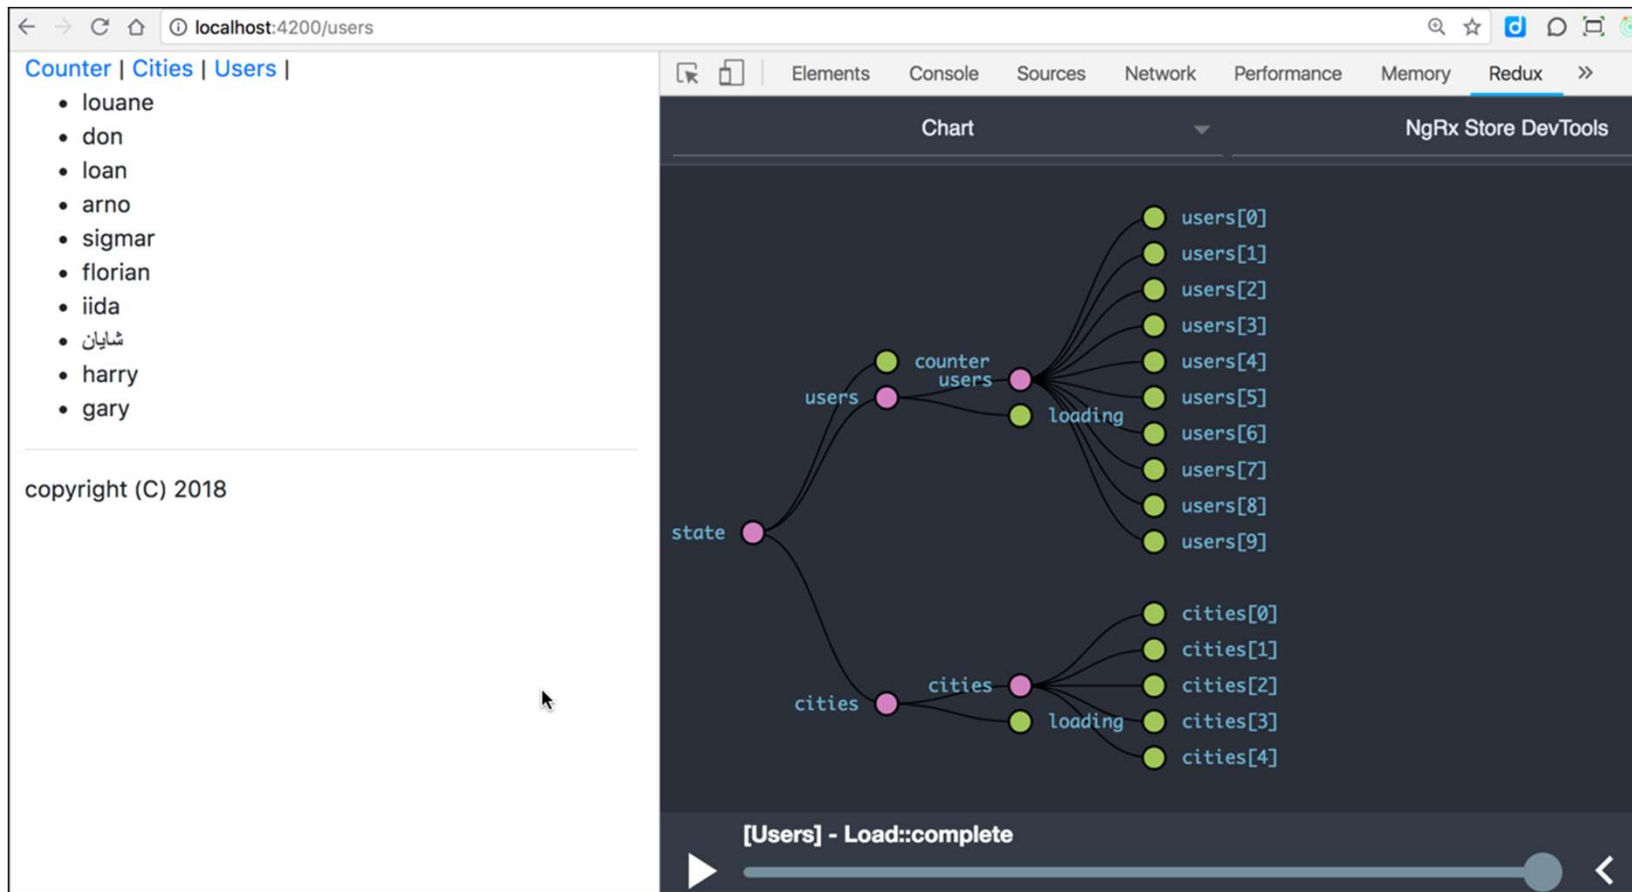 localhost:4200/users
Counter | Cities | Users |
louane
don
loan
arno
sigmar
florian
iida
شایان
harry
gary
copyright (C) 2018
Elements Console Sources Network Performance Memory Redux »
Chart NgRx Store DevTools
users[0]
users[1]
users[2]
users[3]
counter users[4]
users
users users[5]
loading
users[6]
users[7]
users[8]
state users[9]
cities[0]
cities[1]
cities cities[2]
cities loading cities[3]
cities[4]
[Users] - Load::complete